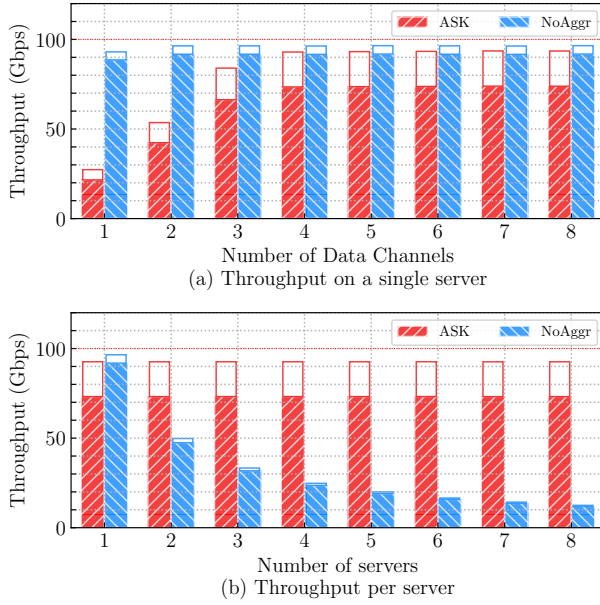 ASK NoAggr
Throughput (Gbps)
100
50
0
1 2 3 4 5 6 7 8
Number of Data Channels
(a) Throughput on a single server
ASK NoAggr
Throughput (Gbps)
100
50
0
1 2 3 4 5 6 7 8
Number of servers
(b) Throughput per server